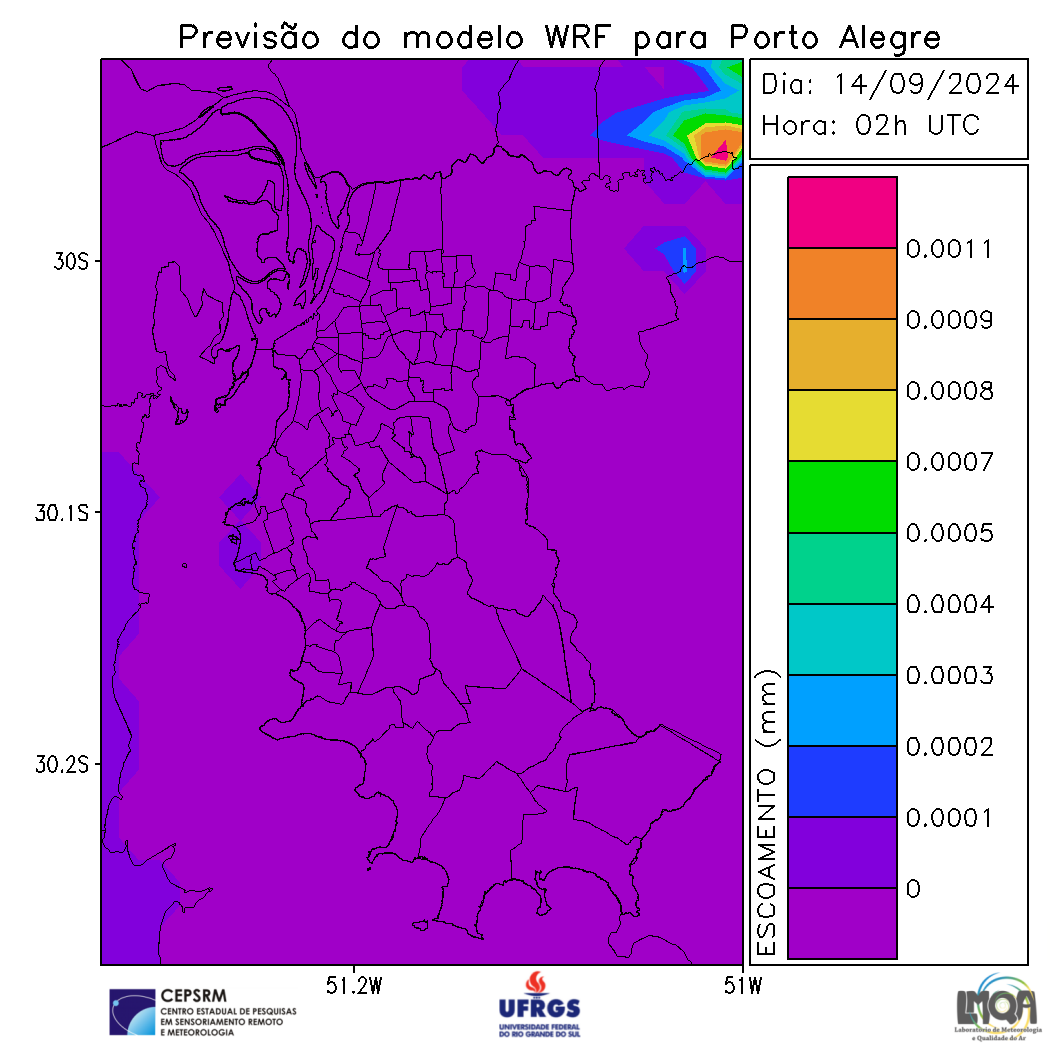 Previsão do modelo WRF para Porto Alegre
Dia: 14/09/2024
Hora: 02h UTC
30S
30.1S
30.2S
51.2W
51W
ESCOAMENTO (mm)
0.0011
0.0009
0.0008
0.0007
0.0005
0.0004
0.0003
0.0002
0.0001
0
CEPSRM
CENTRO ESTADUAL DE PESQUISAS
EM SENSORIAMENTO REMOTO
E METEOROLOGIA
UFRGS
UNIVERSIDADE FEDERAL
DO RIO GRANDE DO SUL
LMQA
Laboratório de Meteorologia
e Qualidade do Ar